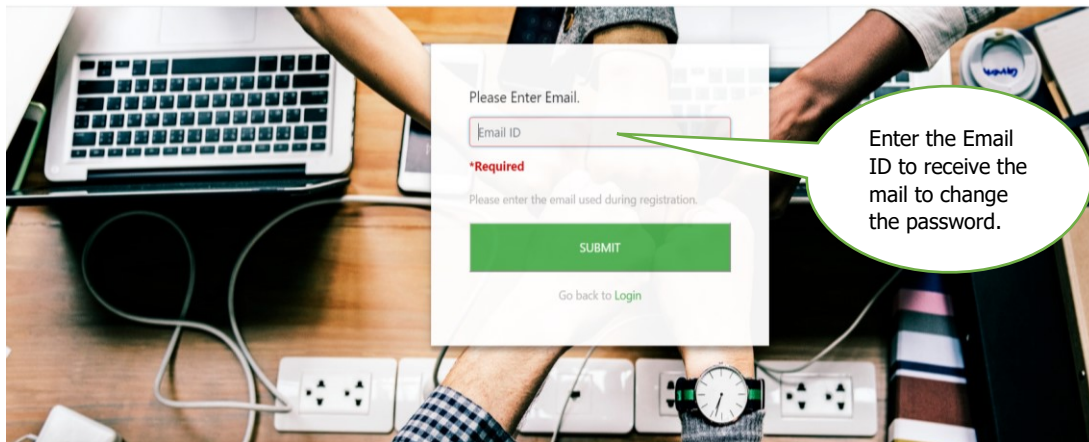 Please Enter Email.
Email ID
*Required
Please enter the email used during registration.
SUBMIT
Go back to Login
Enter the Email
ID to receive the
mail to change
the password.